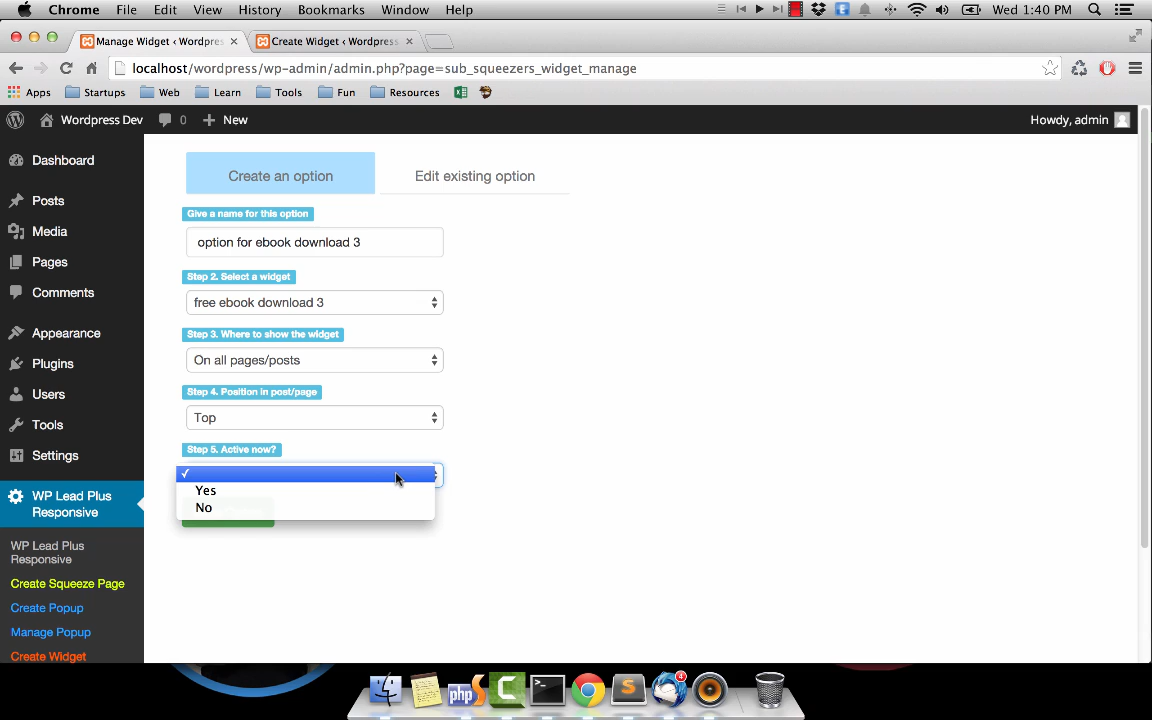 Chrome File Edit View History Bookmarks Window Help Wed 1:40 PM
Manage Widget ‹ Wordpres Create Widget ‹ Wordpress
localhost/wordpress/wp-admin/admin.php?page=sub_squeezers_widget_manage
Apps Startups Web Learn Tools Fun Resources
Wordpress Dev 0 New Howdy, admin
Dashboard
Posts
Media
Pages
Comments
Appearance
Plugins
Users
Tools
Settings
WP Lead Plus
Responsive
WP Lead Plus
Responsive
Create Squeeze Page
Create Popup
Manage Popup
Create Widget
Create an option Edit existing option
Give a name for this option
option for ebook download 3
Step 2. Select a widget
free ebook download 3
Step 3. Where to show the widget
On all pages/posts
Step 4. Position in post/page
Top
Step 5. Active now?
Yes
No
php
C
S
4